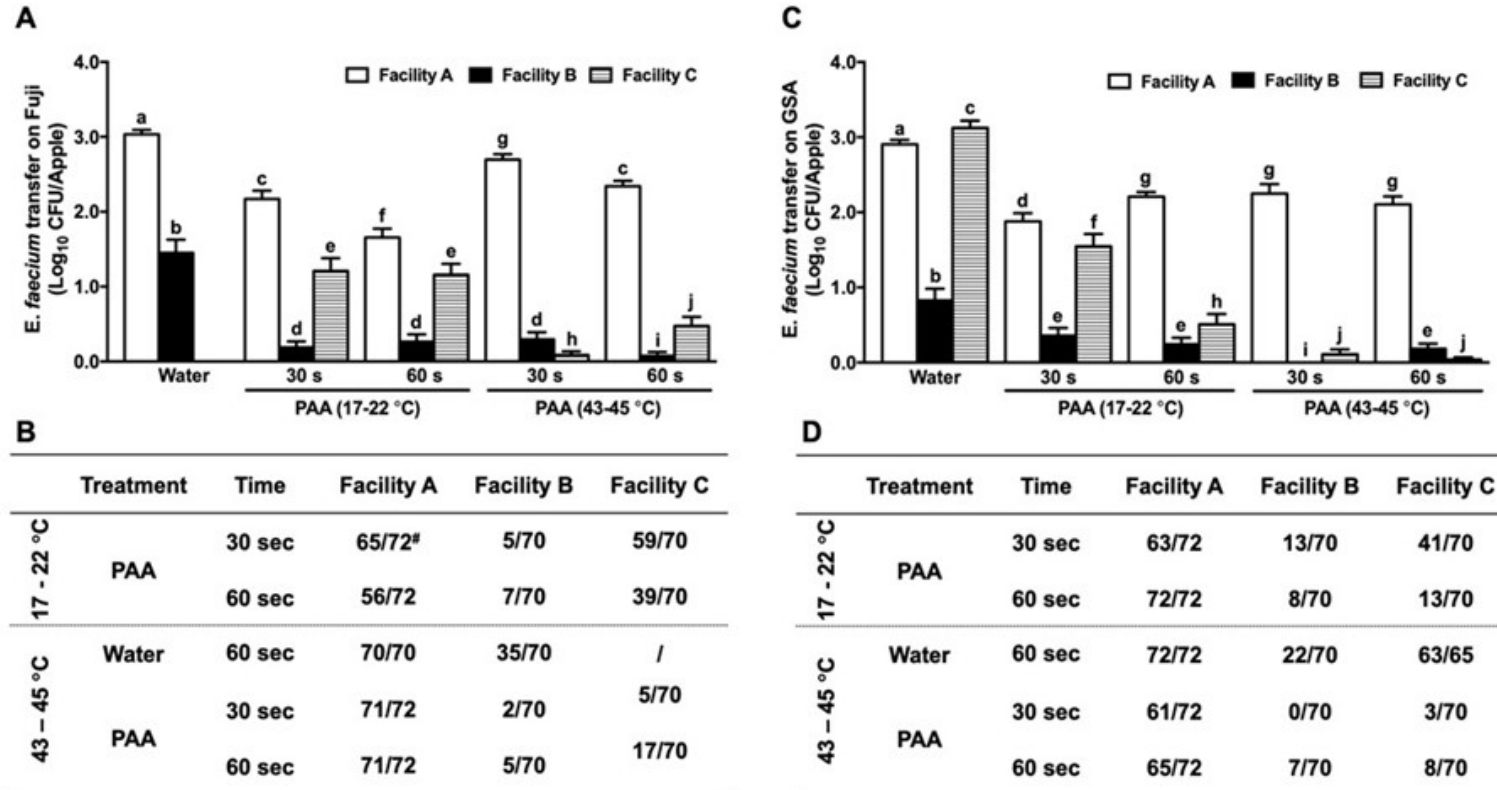 A
E. faecium transfer on Fuji
(Log10 CFU/Apple)
4.0
3.0
2.0
1.0
0.0
Facility A Facility B Facility C
a
b
c
d
e
f
d
e
g
d
h
c
i
j
Water 30 s 60 s 30 s 60 s
PAA (17-22 °C) PAA (43-45 °C)
C
E. faecium transfer on GSA
(Log10 CFU/Apple)
4.0
3.0
2.0
1.0
0.0
Facility A Facility B Facility C
a
b
c
d
e
f
g
e
h
g
i
j
g
e
j
Water 30 s 60 s 30 s 60 s
PAA (17-22 °C) PAA (43-45 °C)
B
Treatment Time Facility A Facility B Facility C
17 - 22 °C
PAA
30 sec 65/72# 5/70 59/70
60 sec 56/72 7/70 39/70
43 – 45 °C
Water 60 sec 70/70 35/70 /
PAA
30 sec 71/72 2/70 5/70
60 sec 71/72 5/70 17/70
D
Treatment Time Facility A Facility B Facility C
17 - 22 °C
PAA
30 sec 63/72 13/70 41/70
60 sec 72/72 8/70 13/70
43 – 45 °C
Water 60 sec 72/72 22/70 63/65
PAA
30 sec 61/72 0/70 3/70
60 sec 65/72 7/70 8/70